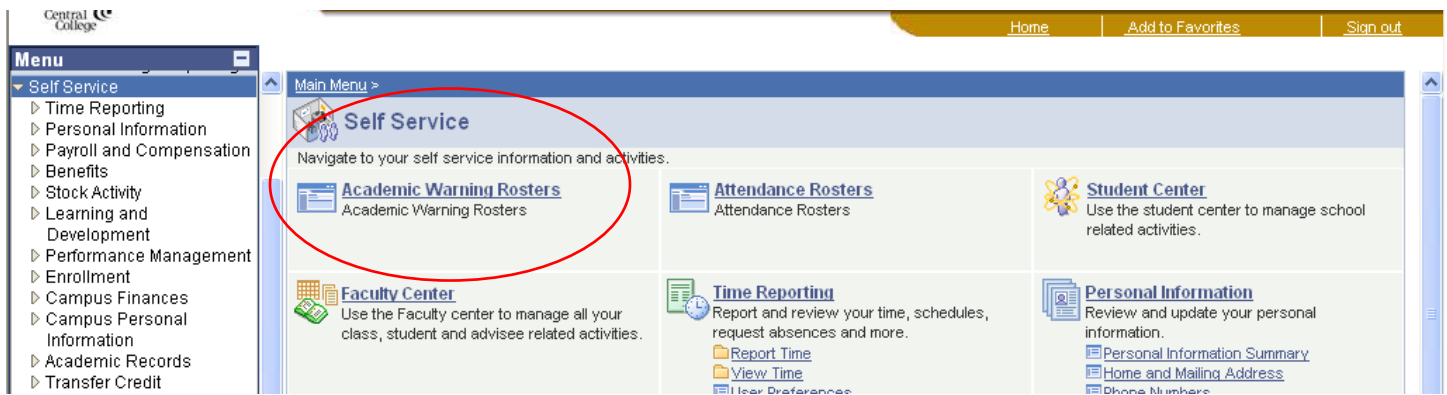 Central
College
Home
Add to Favorites
Sign out
Menu
Self Service
Time Reporting
Personal Information
Payroll and Compensation
Benefits
Stock Activity
Learning and
Development
Performance Management
Enrollment
Campus Finances
Campus Personal
Information
Academic Records
Transfer Credit
Main Menu >
Self Service
Navigate to your self service information and activities.
Academic Warning Rosters
Academic Warning Rosters
Attendance Rosters
Attendance Rosters
Student Center
Use the student center to manage school
related activities.
Faculty Center
Use the Faculty center to manage all your
class, student and advisee related activities.
Time Reporting
Report and review your time, schedules,
request absences and more.
Report Time
View Time
User Preferences
Personal Information
Review and update your personal
information.
Personal Information Summary
Home and Mailing Address
Phone Numbers